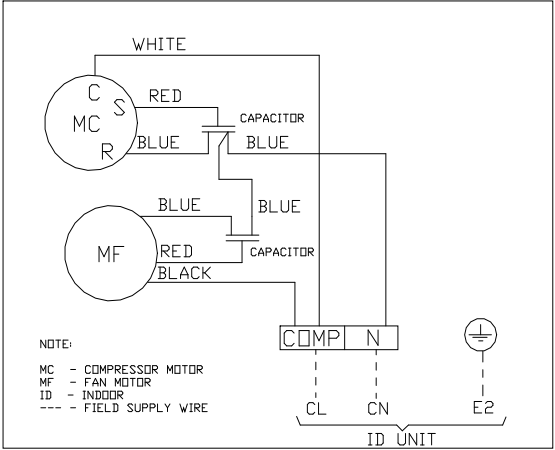 WHITE
C
S
RED
CAPACITOR
MC
BLUE
BLUE
R
BLUE
BLUE
MF
RED
CAPACITOR
BLACK
COMP
N
NOTE:
MC - COMPRESSOR MOTOR
MF - FAN MOTOR
ID - INDOOR
--- - FIELD SUPPLY WIRE
CL
CN
E2
ID UNIT